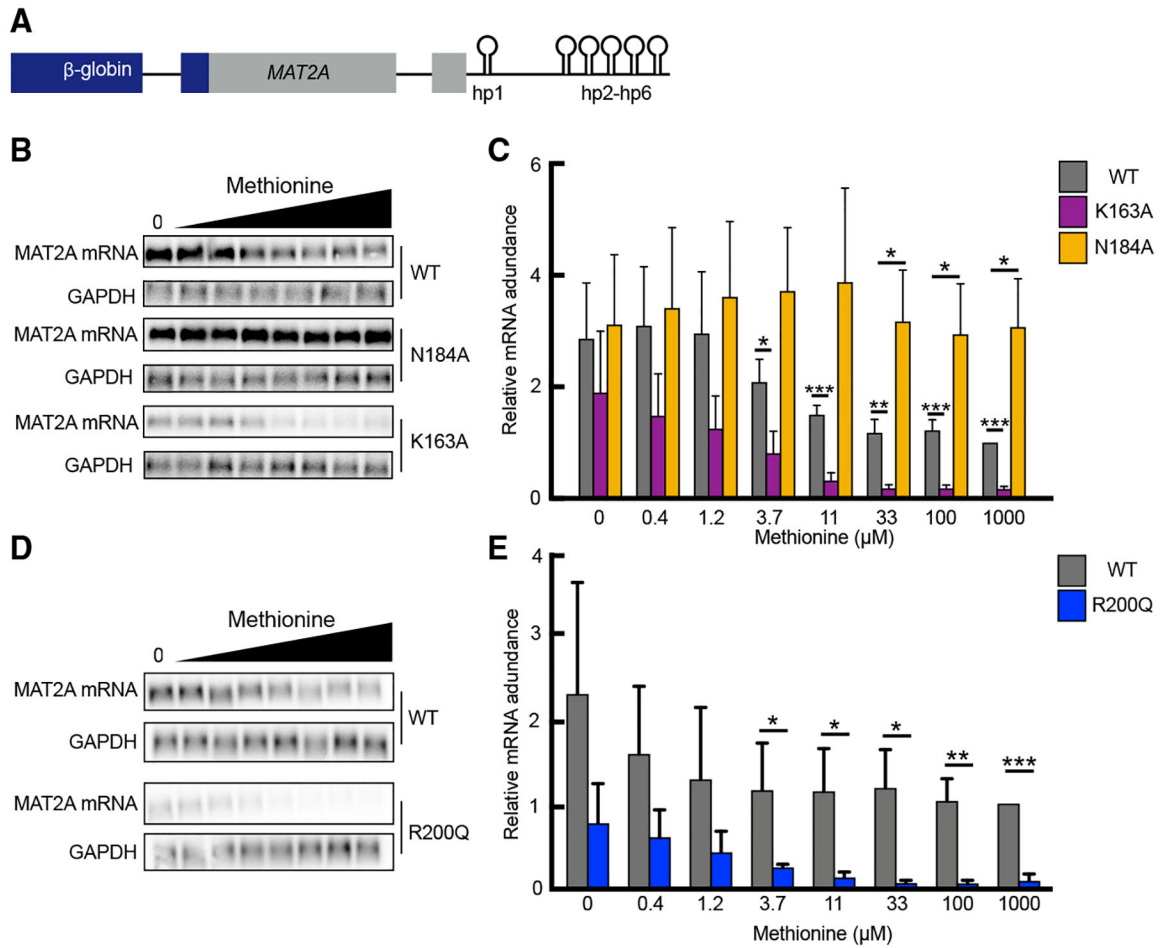 A
β-globin
MAT2A
hp1
hp2-hp6
B
Methionine
0
MAT2A mRNA
GAPDH
WT
MAT2A mRNA
GAPDH
N184A
MAT2A mRNA
GAPDH
K163A
C
Relative mRNA adundance
6
4
2
0
* *** ** *** ***
* * *
0 0.4 1.2 3.7 11 33 100 1000
Methionine (µM)
WT
K163A
N184A
D
Methionine
0
MAT2A mRNA
GAPDH
WT
MAT2A mRNA
GAPDH
R200Q
E
Relative mRNA adundance
4
3
2
1
0
* * * ** ***
0 0.4 1.2 3.7 11 33 100 1000
Methionine (µM)
WT
R200Q